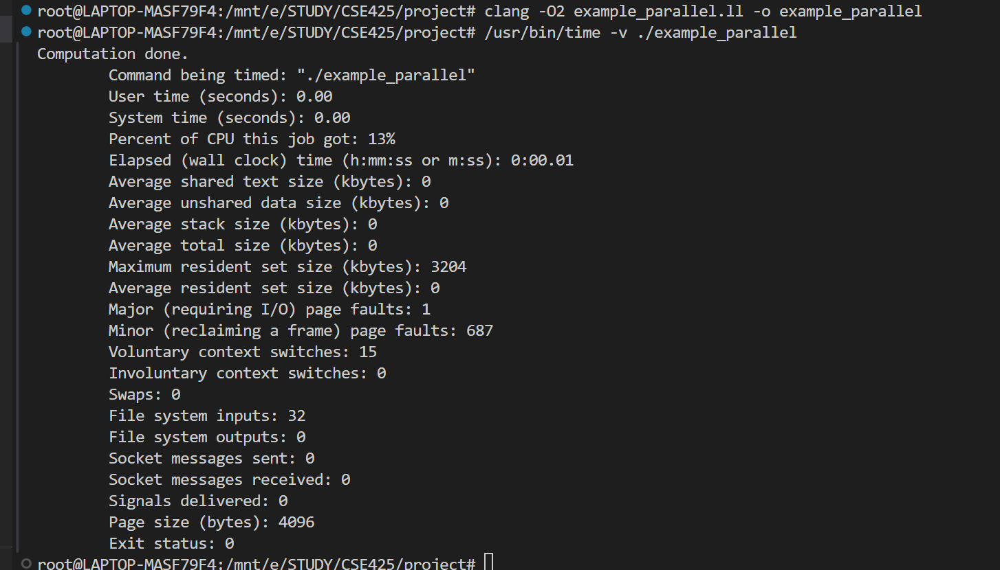 root@LAPTOP-MASF79F4:/mnt/e/STUDY/CSE425/project# clang -O2 example_parallel.ll -o example_parallel
root@LAPTOP-MASF79F4:/mnt/e/STUDY/CSE425/project# /usr/bin/time -v ./example_parallel
Computation done.
Command being timed: "./example_parallel"
User time (seconds): 0.00
System time (seconds): 0.00
Percent of CPU this job got: 13%
Elapsed (wall clock) time (h:mm:ss or m:ss): 0:00.01
Average shared text size (kbytes): 0
Average unshared data size (kbytes): 0
Average stack size (kbytes): 0
Average total size (kbytes): 0
Maximum resident set size (kbytes): 3204
Average resident set size (kbytes): 0
Major (requiring I/O) page faults: 1
Minor (reclaiming a frame) page faults: 687
Voluntary context switches: 15
Involuntary context switches: 0
Swaps: 0
File system inputs: 32
File system outputs: 0
Socket messages sent: 0
Socket messages received: 0
Signals delivered: 0
Page size (bytes): 4096
Exit status: 0
root@LAPTOP-MASF79F4:/mnt/e/STUDY/CSE425/project#